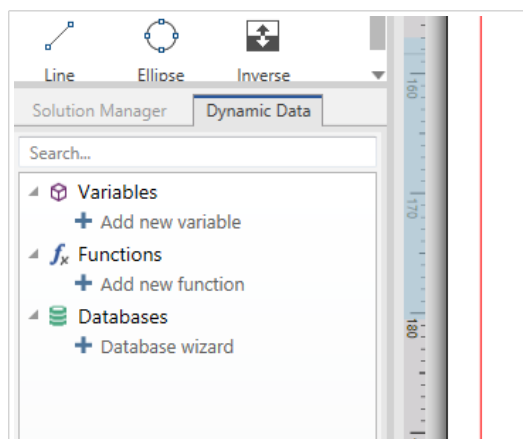 Line Ellipse Inverse
Solution Manager Dynamic Data
Search...
Variables
Add new variable
fx Functions
Add new function
Databases
Database wizard
160
170
180